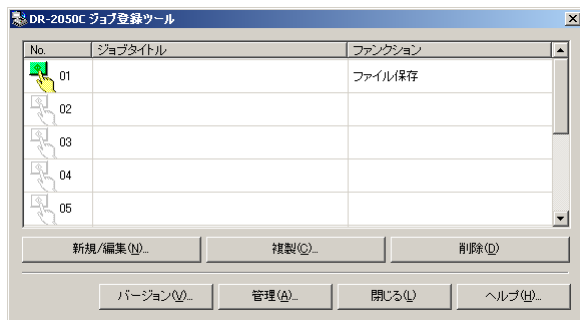 DR-2050C ジョブ登録ツール
No. ジョブタイトル ファンクション
01 ファイル保存
02
03
04
05
新規/編集(N)... 複製(C)... 削除(D)
バージョン(V)... 管理(A)... 閉じる(L) ヘルプ(H)...